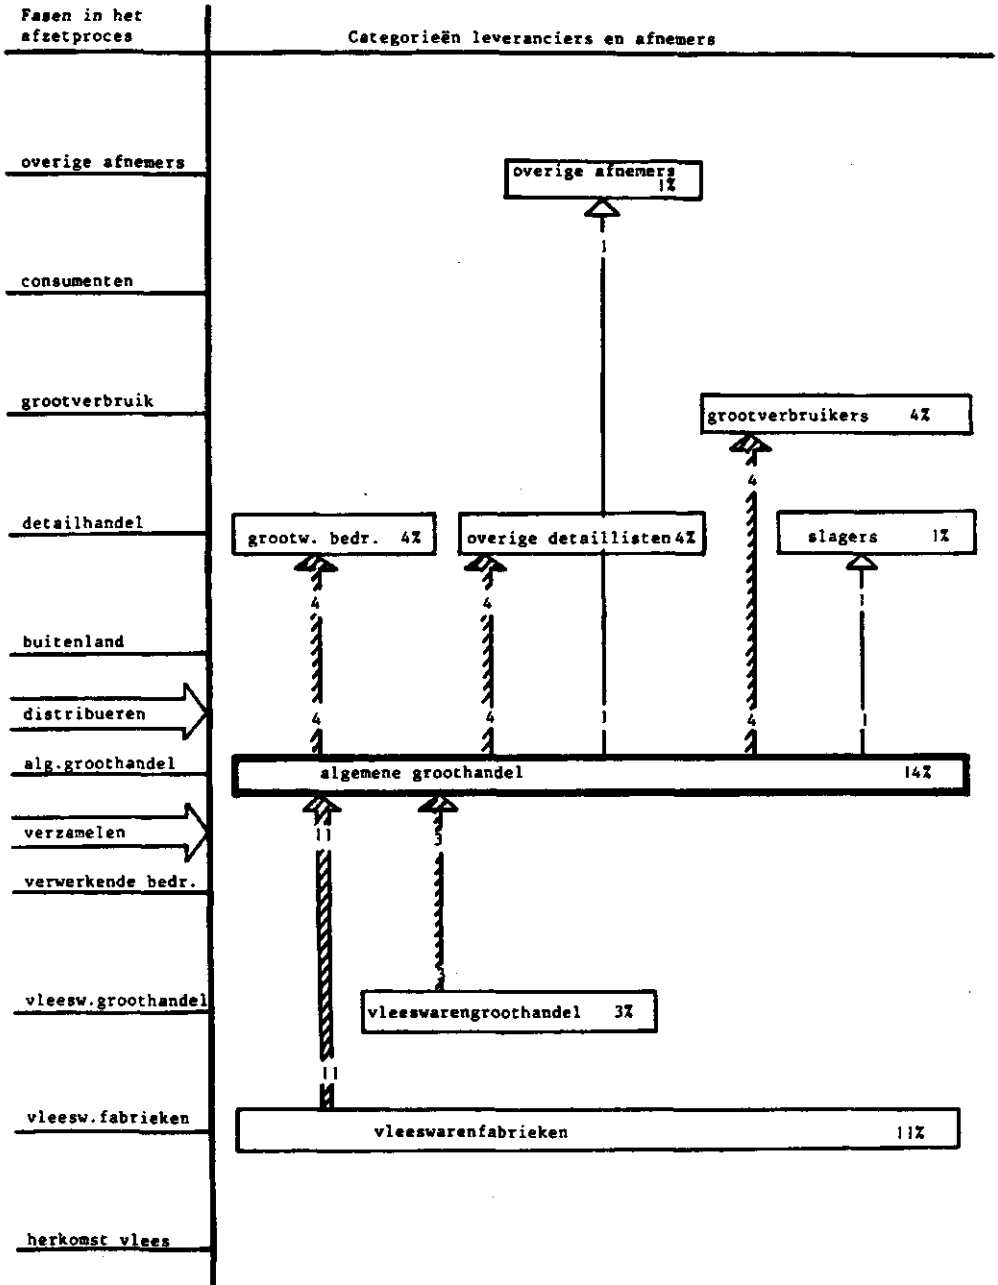 Fasen in het
afzetproces
Categorieën leveranciers en afnemers
overige afnemers
overige afnemers
1%
1
consumenten
grootverbruik
grootverbruikers 4%
4
detailhandel
grootw. bedr. 4%
overige detaillisten 4%
slagers 1%
4
4
1
buitenland
distribueren
4
4
1
4
1
alg.groothandel
algemene groothandel 14%
verzamelen
11
3
verwerkende bedr.
3
vleesw.groothandel
vleeswarengroothandel 3%
11
vleesw.fabrieken
vleeswarenfabrieken 11%
herkomst vlees